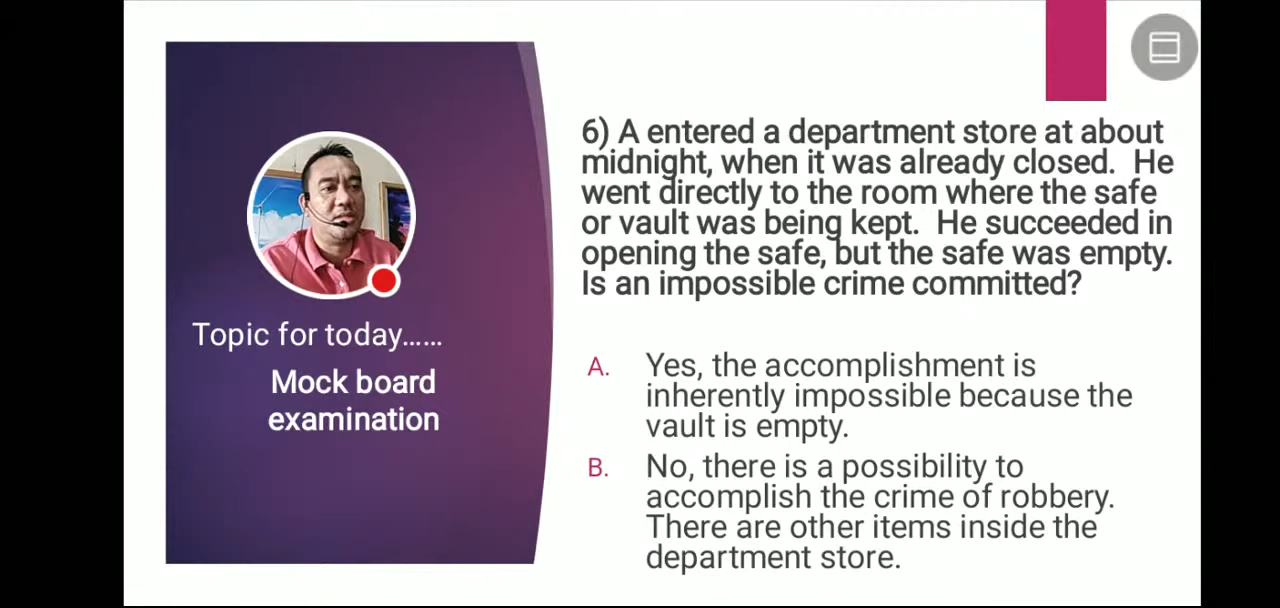 Topic for today......
Mock board
examination
6) A entered a department store at about
midnight, when it was already closed. He
went directly to the room where the safe
or vault was being kept. He succeeded in
opening the safe, but the safe was empty.
Is an impossible crime committed?
A. Yes, the accomplishment is
inherently impossible because the
vault is empty.
B. No, there is a possibility to
accomplish the crime of robbery.
There are other items inside the
department store.